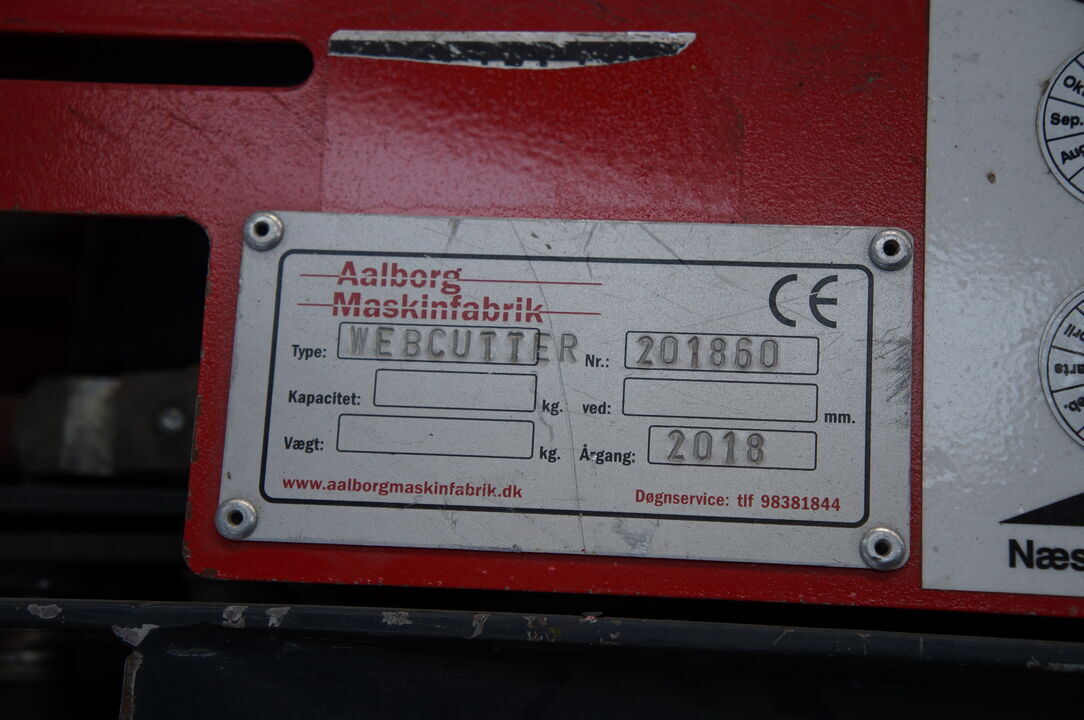 Aalborg
Maskinfabrik
CE
Type: WEBCUTTER Nr.: 201860
Kapacitet: kg. ved: mm.
Vægt: kg. Årgang: 2018
www.aalborgmaskinfabrik.dk Døgnservice: tlf 98381844
Sep.